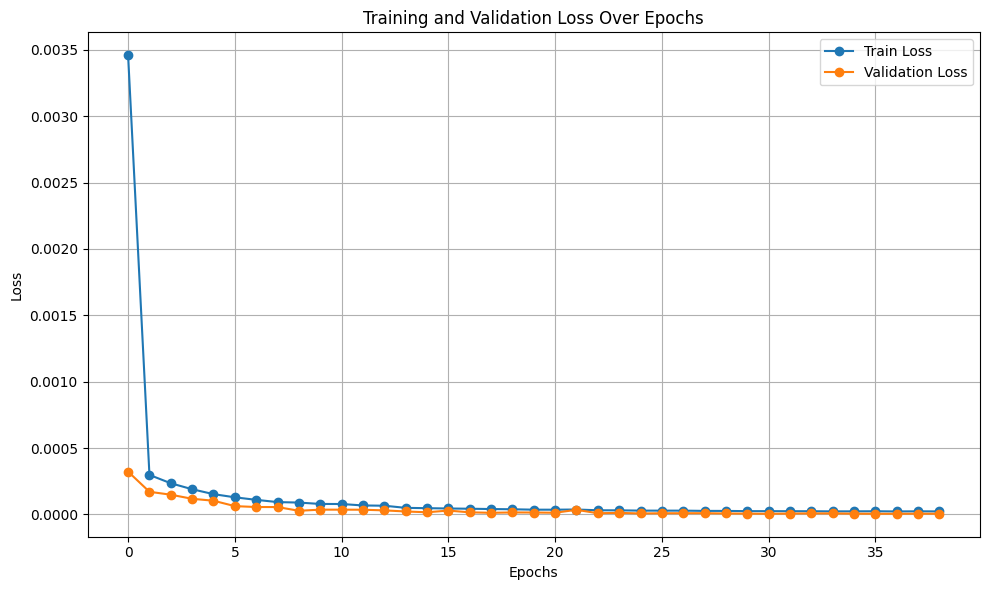 Training and Validation Loss Over Epochs
Train Loss
Validation Loss
Loss
0.0035
0.0030
0.0025
0.0020
0.0015
0.0010
0.0005
0.0000
0 5 10 15 20 25 30 35
Epochs